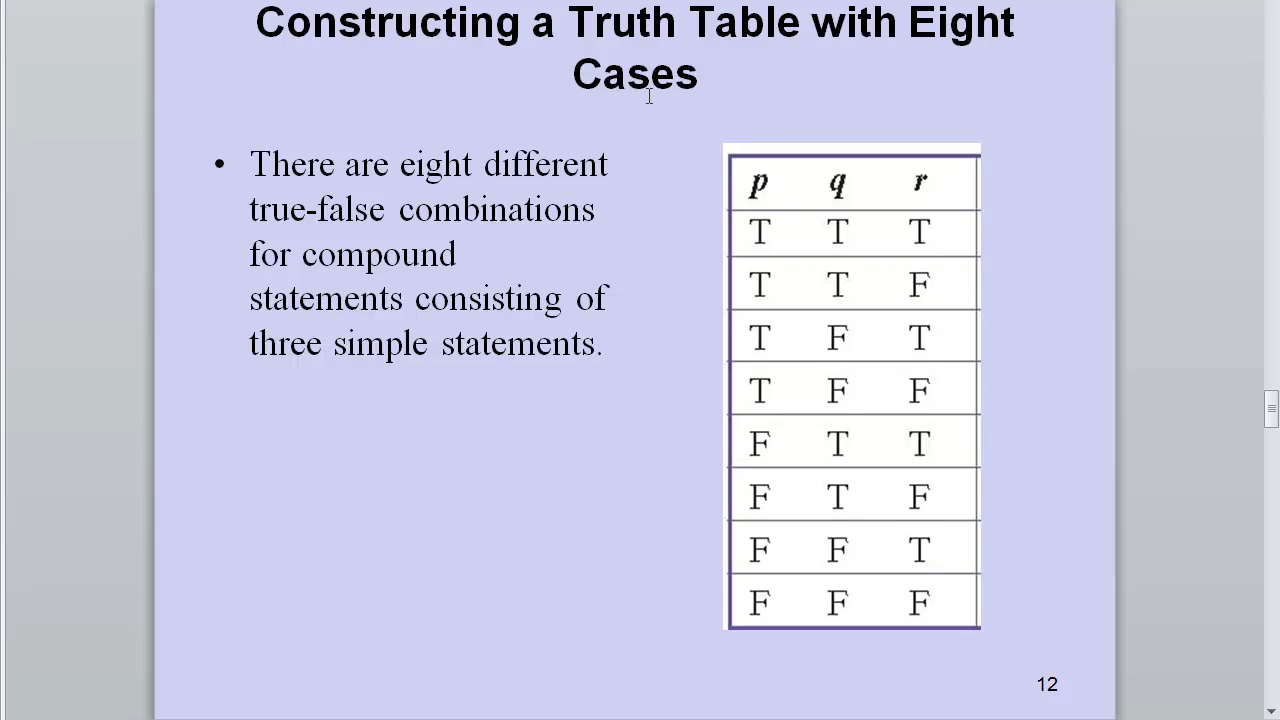 Constructing a Truth Table with Eight
Cases
• There are eight different
true-false combinations
for compound
statements consisting of
three simple statements.
p q r
T T T
T T F
T F T
T F F
F T T
F T F
F F T
F F F
12